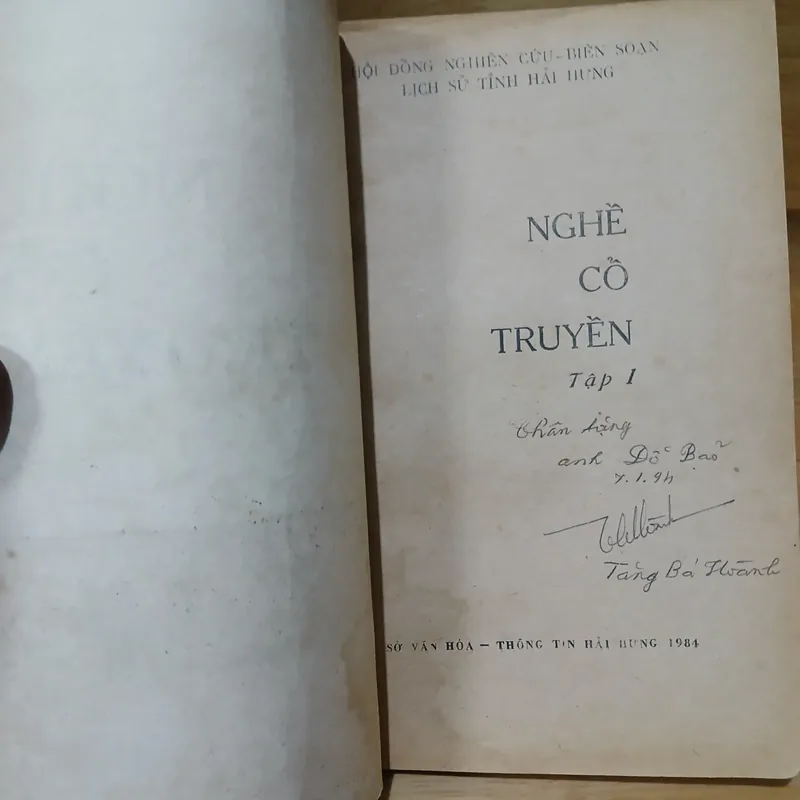 HỘI ĐỒNG NGHIÊN CỨU - BIÊN SOẠN
LỊCH SỬ TỈNH HẢI HƯNG
NGHỀ
CỔ
TRUYỀN
Tập I
Thân tặng
anh Đỗ Bảo
7.1.94
Tăng Bá Hoành
SỞ VĂN HÓA — THÔNG TIN HẢI HƯNG 1984